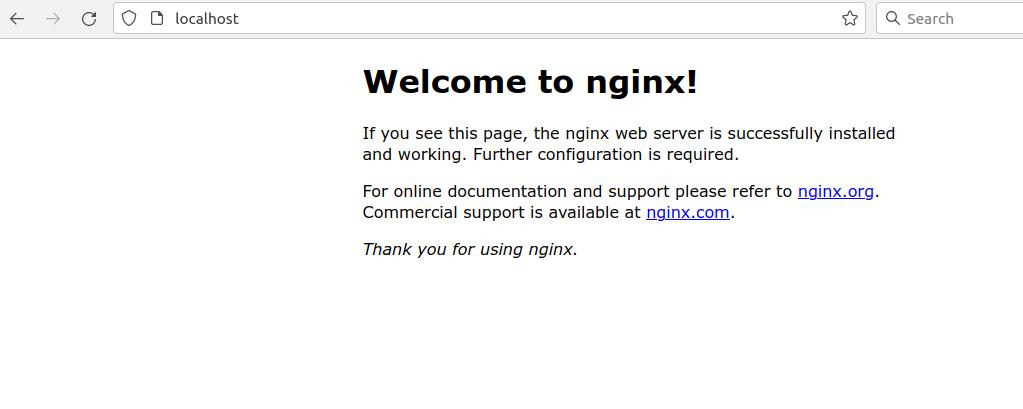 localhost
Search
Welcome to nginx!
If you see this page, the nginx web server is successfully installed
and working. Further configuration is required.
For online documentation and support please refer to nginx.org.
Commercial support is available at nginx.com.
Thank you for using nginx.